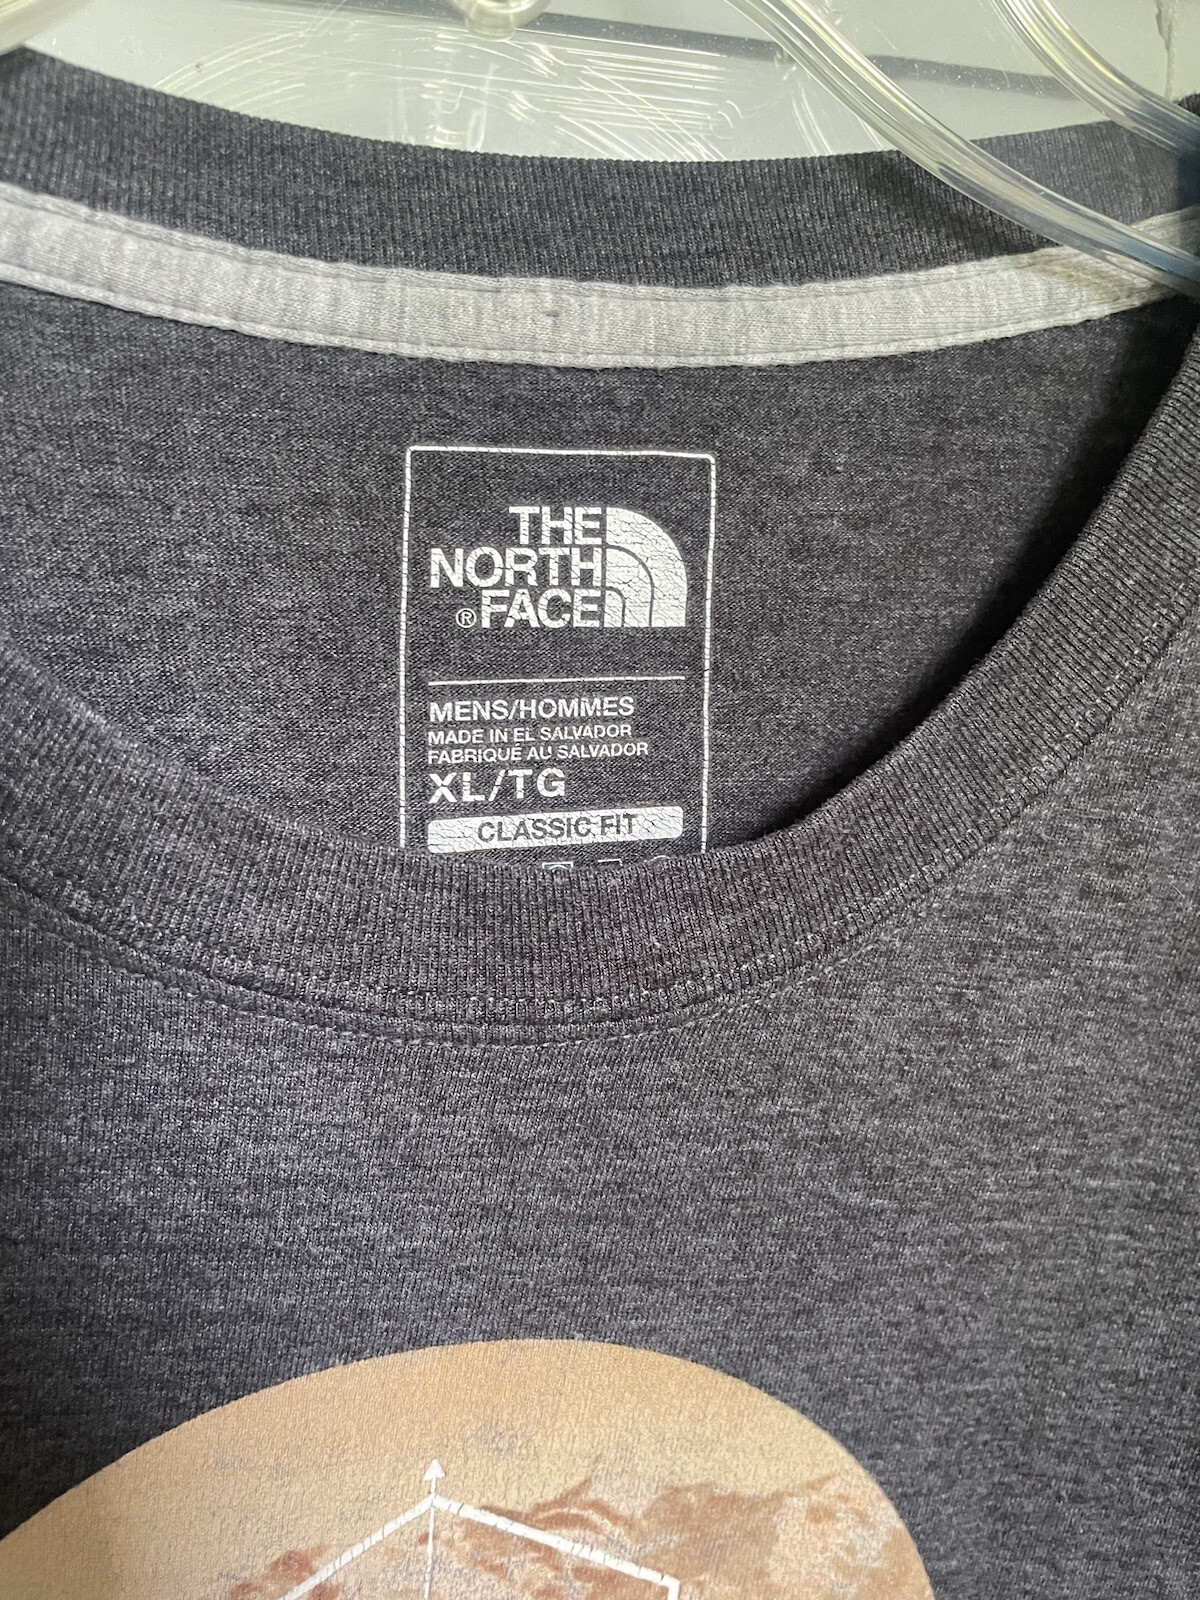 THE
NORTH
® FACE
MENS/HOMMES
MADE IN EL SALVADOR
FABRIQUÉ AU SALVADOR
XL/TG
CLASSIC FIT